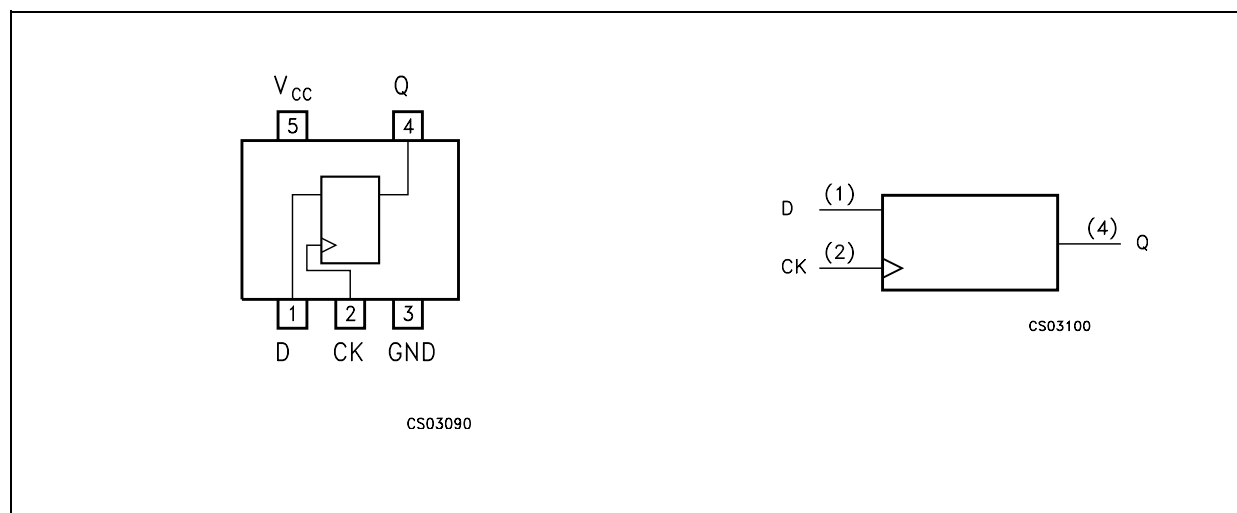 V CC Q
5 4
1 2 3
D CK GND
CS03090
D (1)
CK (2)
(4) Q
CS03100